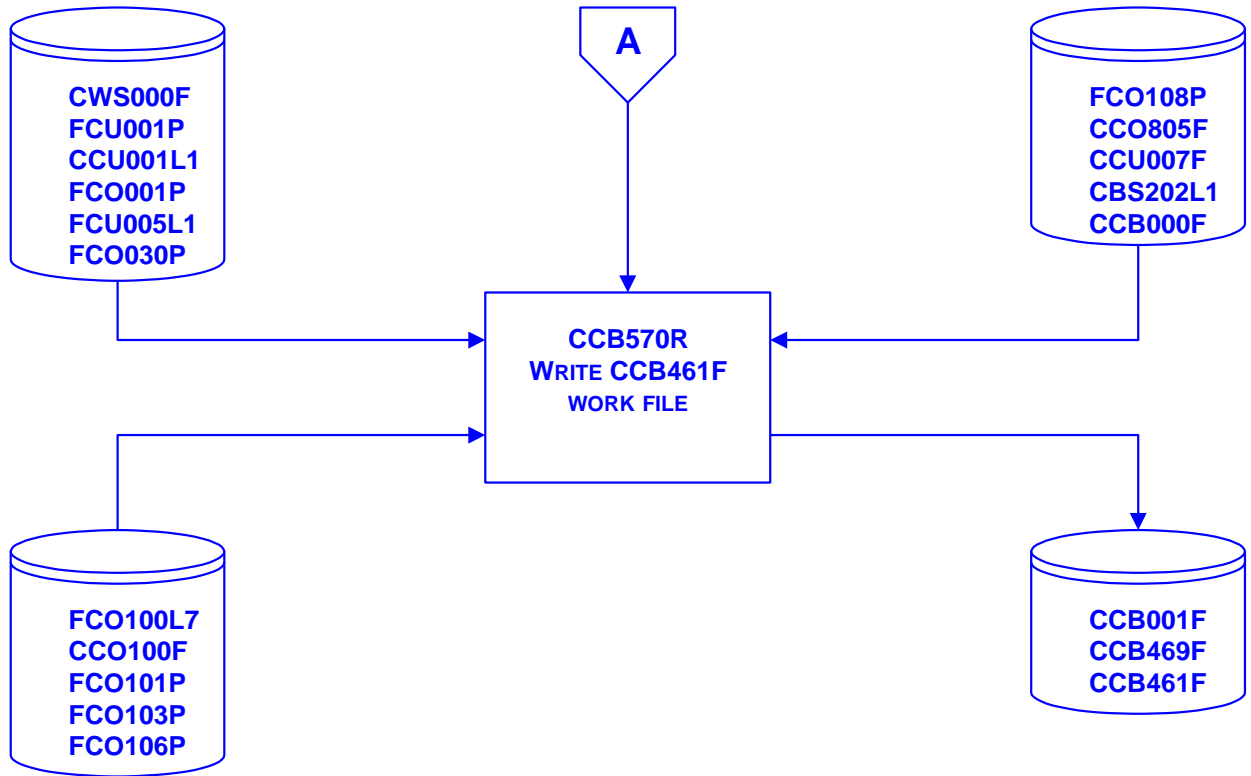 CWS000F
FCU001P
CCU001L1
FCO001P
FCU005L1
FCO030P
A
FCO108P
CCO805F
CCU007F
CBS202L1
CCB000F
CCB570R
WRITE CCB461F
WORK FILE
FCO100L7
CCO100F
FCO101P
FCO103P
FCO106P
CCB001F
CCB469F
CCB461F